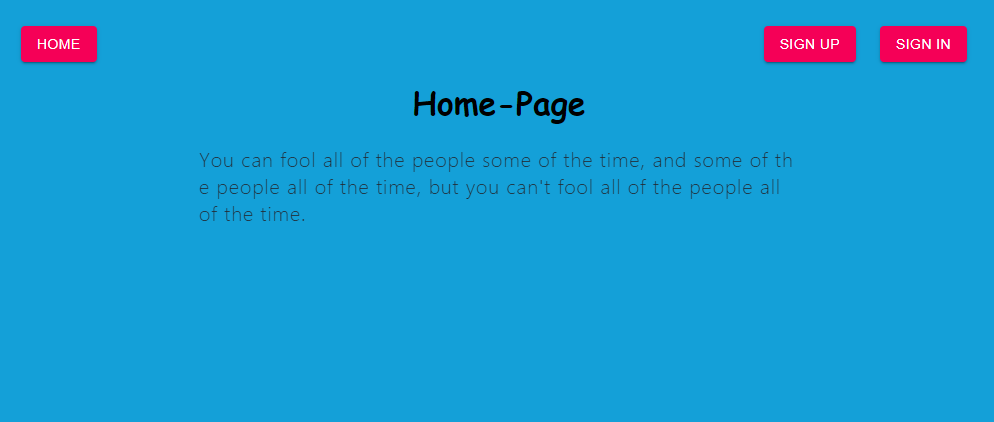 HOME SIGN UP SIGN IN
Home-Page
You can fool all of the people some of the time, and some of th
e people all of the time, but you can't fool all of the people all
of the time.